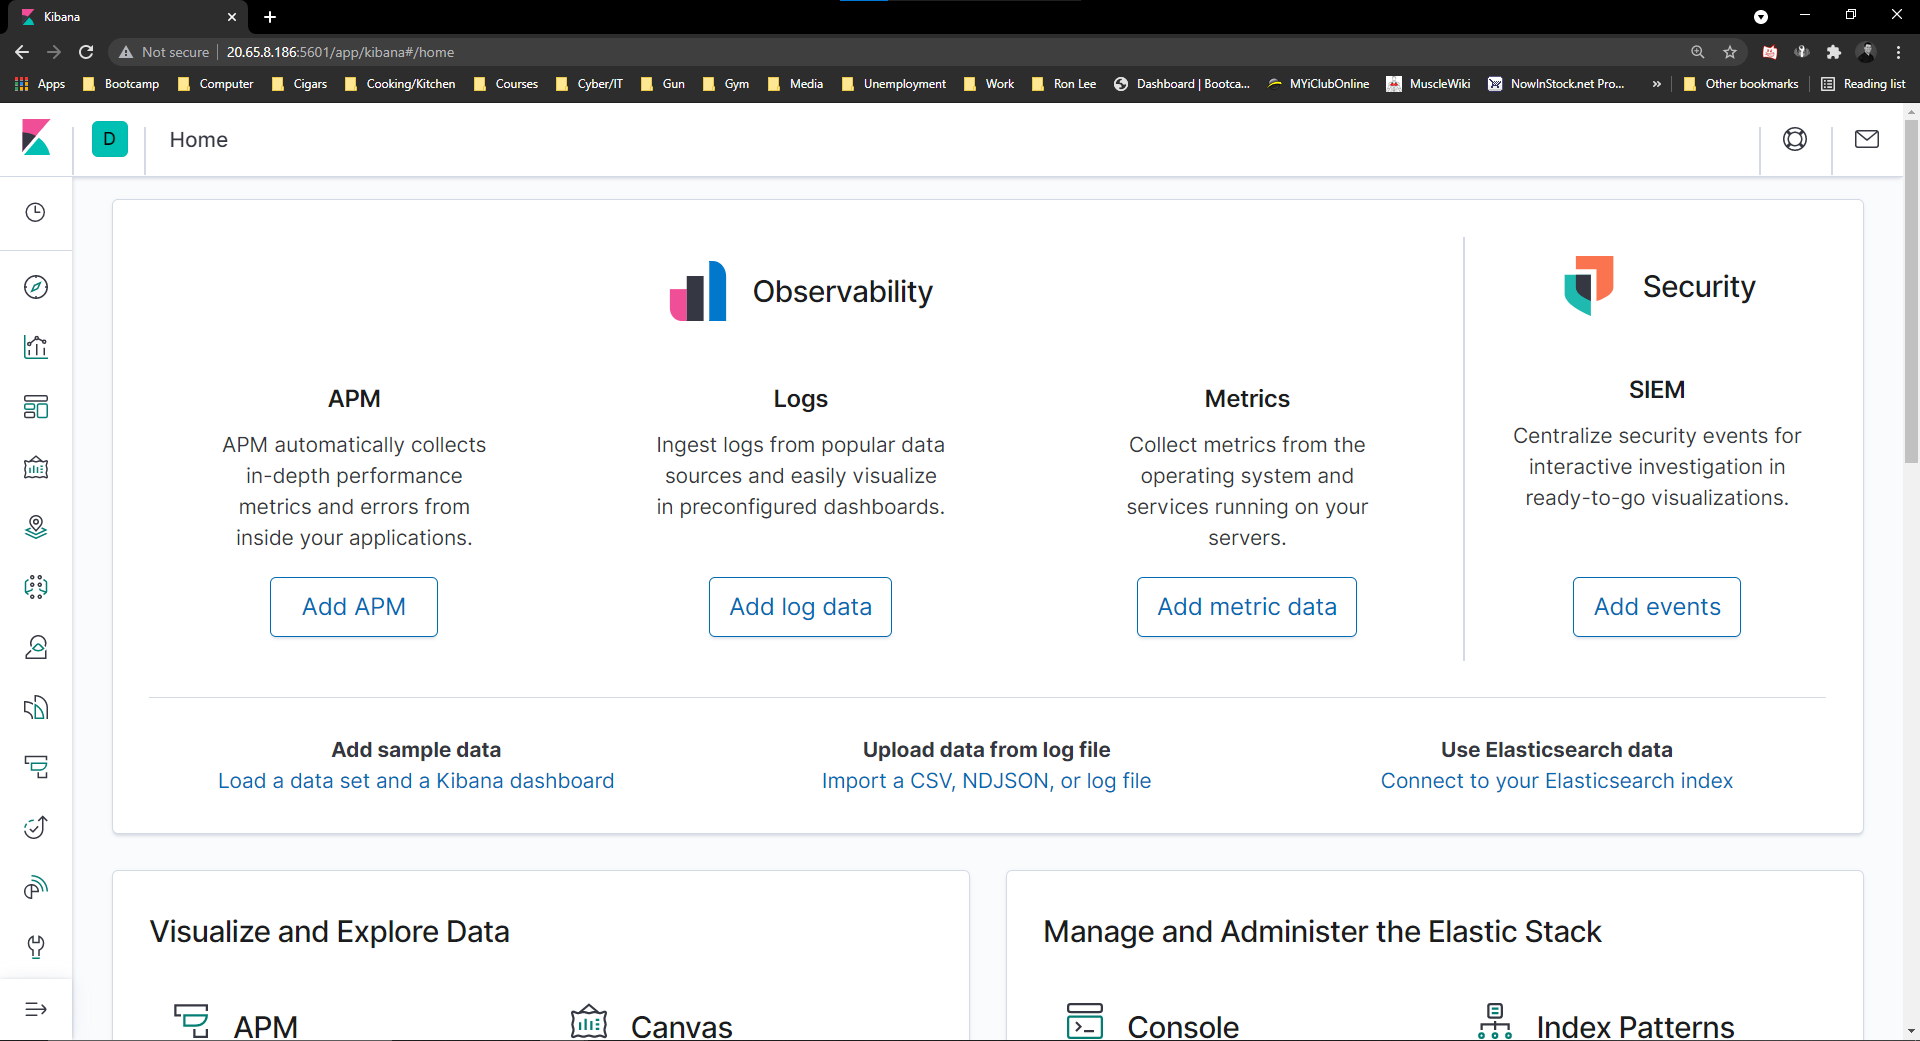 Kibana
Not secure
20.65.8.186:5601/app/kibana#/home
Apps Bootcamp Computer Cigars Cooking/Kitchen Courses Cyber/IT Gun Gym Media Unemployment Work Ron Lee Dashboard | Bootca... MYiClubOnline MuscleWiki NowInStock.net Pro... » Other bookmarks Reading list
D Home
Observability
Security
APM
APM automatically collects
in-depth performance
metrics and errors from
inside your applications.
Add APM
Logs
Ingest logs from popular data
sources and easily visualize
in preconfigured dashboards.
Add log data
Metrics
Collect metrics from the
operating system and
services running on your
servers.
Add metric data
SIEM
Centralize security events for
interactive investigation in
ready-to-go visualizations.
Add events
Add sample data
Load a data set and a Kibana dashboard
Upload data from log file
Import a CSV, NDJSON, or log file
Use Elasticsearch data
Connect to your Elasticsearch index
Visualize and Explore Data
APM
Canvas
Manage and Administer the Elastic Stack
Console
Index Patterns